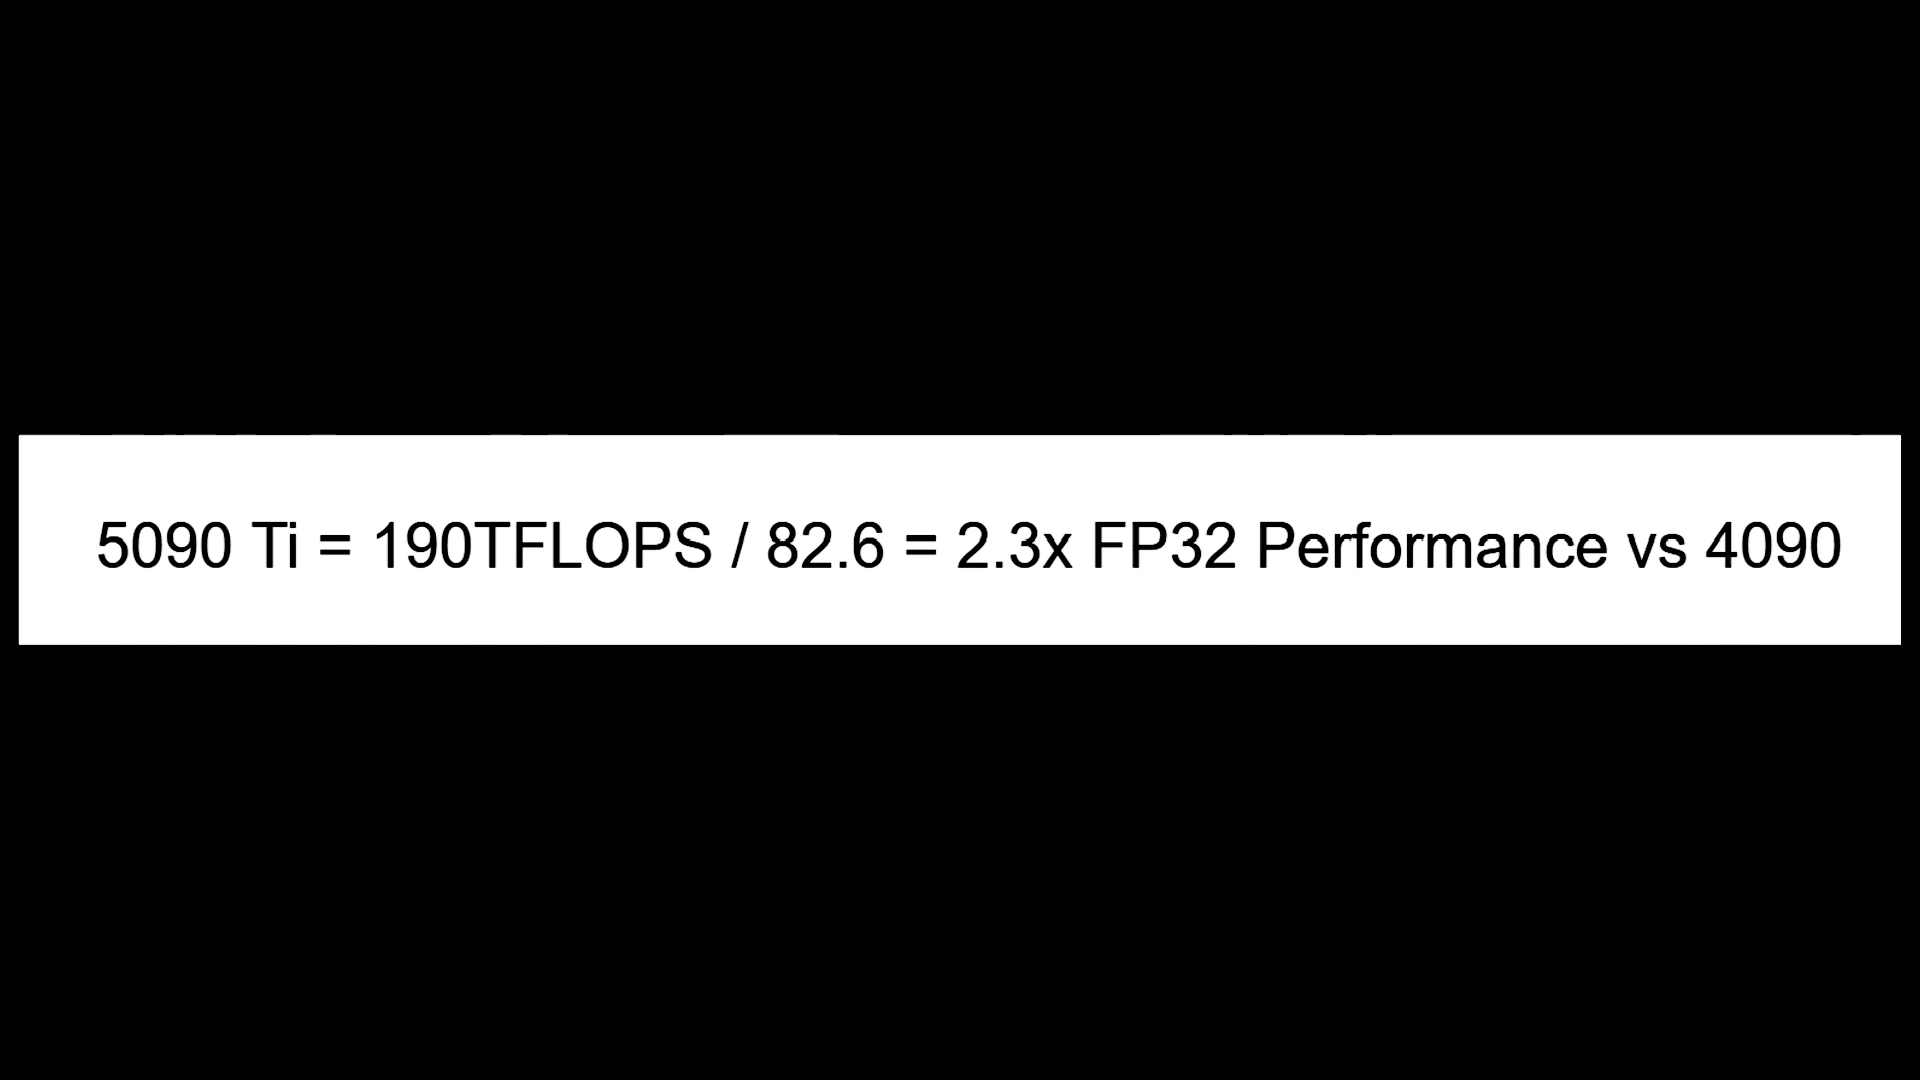 5090 Ti = 190TFLOPS / 82.6 = 2.3x FP32 Performance vs 4090